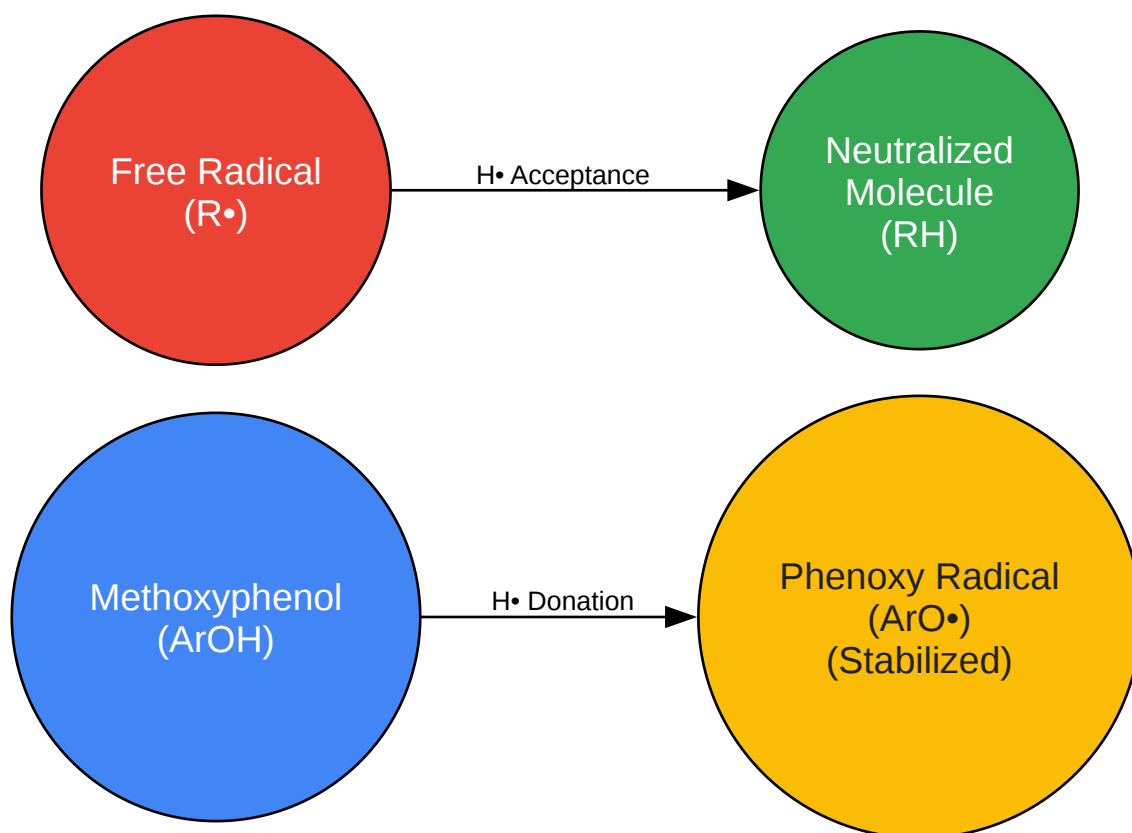 Free Radical
(R•)
H• Acceptance
Neutralized
Molecule
(RH)
Methoxyphenol
(ArOH)
H• Donation
Phenoxy Radical
(ArO•)
(Stabilized)